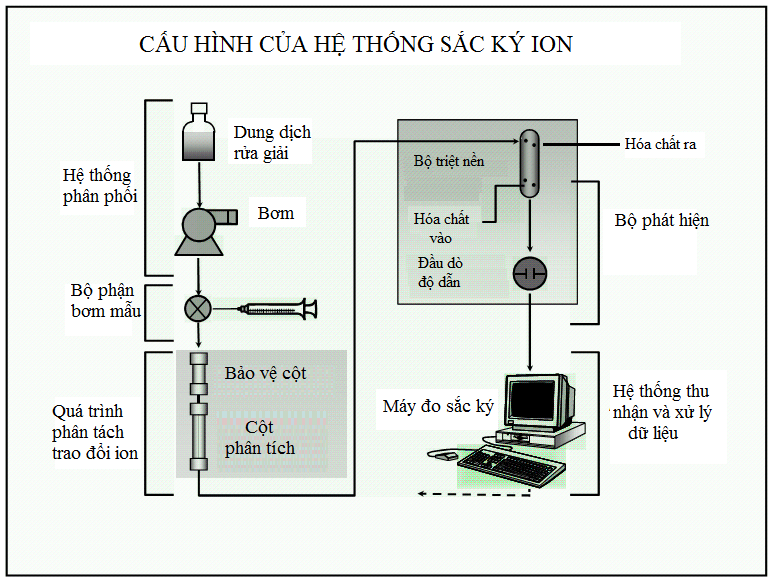 CẤU HÌNH CỦA HỆ THỐNG SẮC KÝ ION
Hệ thống
phân phối
Dung dịch
rửa giải
Bơm
Bộ phận
bơm mẫu
Quá trình
phân tách
trao đổi ion
Bảo vệ cột
Cột
phân tích
Bộ triệt nền
Hóa chất ra
Hóa chất
vào
Đầu dò
độ dẫn
Bộ phát hiện
Máy đo sắc ký
Hệ thống thu
nhận và xử lý
dữ liệu